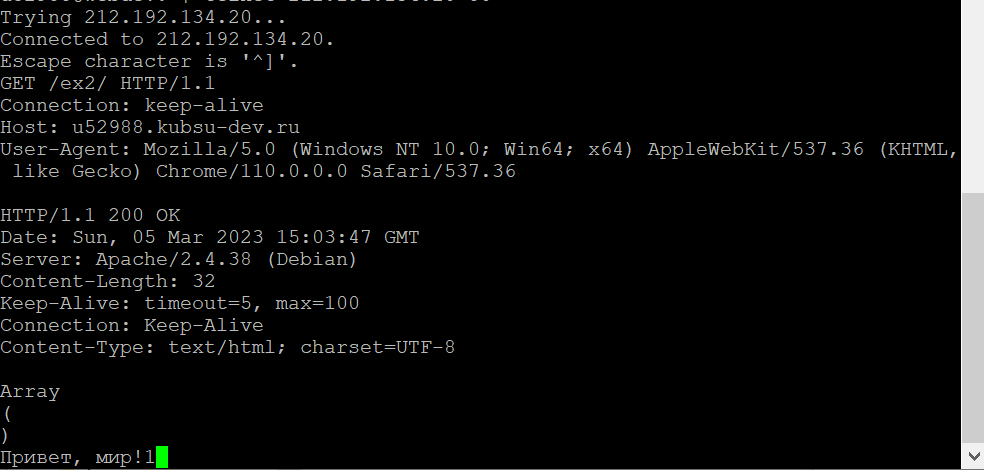 Trying 212.192.134.20...
Connected to 212.192.134.20.
Escape character is '^]'.
GET /ex2/ HTTP/1.1
Connection: keep-alive
Host: u52988.kubsu-dev.ru
User-Agent: Mozilla/5.0 (Windows NT 10.0; Win64; x64) AppleWebKit/537.36 (KHTML,
 like Gecko) Chrome/110.0.0.0 Safari/537.36

HTTP/1.1 200 OK
Date: Sun, 05 Mar 2023 15:03:47 GMT
Server: Apache/2.4.38 (Debian)
Content-Length: 32
Keep-Alive: timeout=5, max=100
Connection: Keep-Alive
Content-Type: text/html; charset=UTF-8

Array
(
)
Привет, мир!1